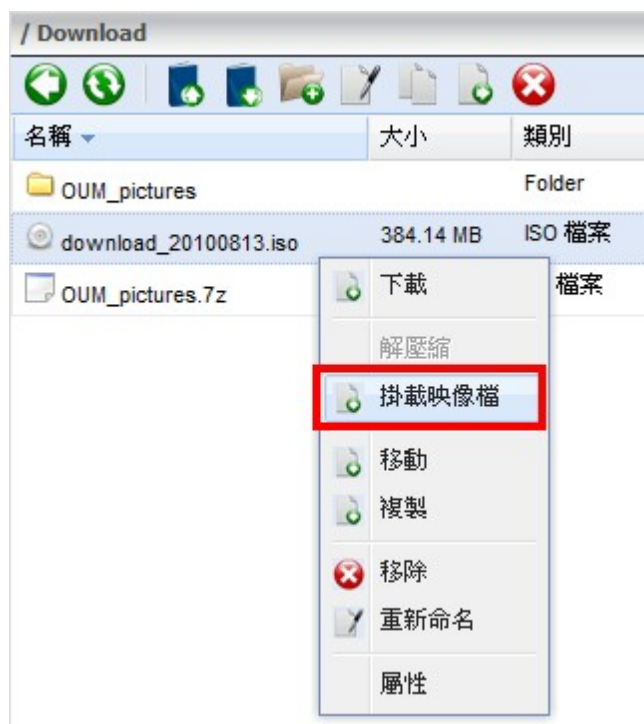 / Download
名稱 大小 類別
OUM_pictures Folder
download_20100813.iso 384.14 MB ISO 檔案
OUM_pictures.7z 檔案
下載
解壓縮
掛載映像檔
移動
複製
移除
重新命名
屬性